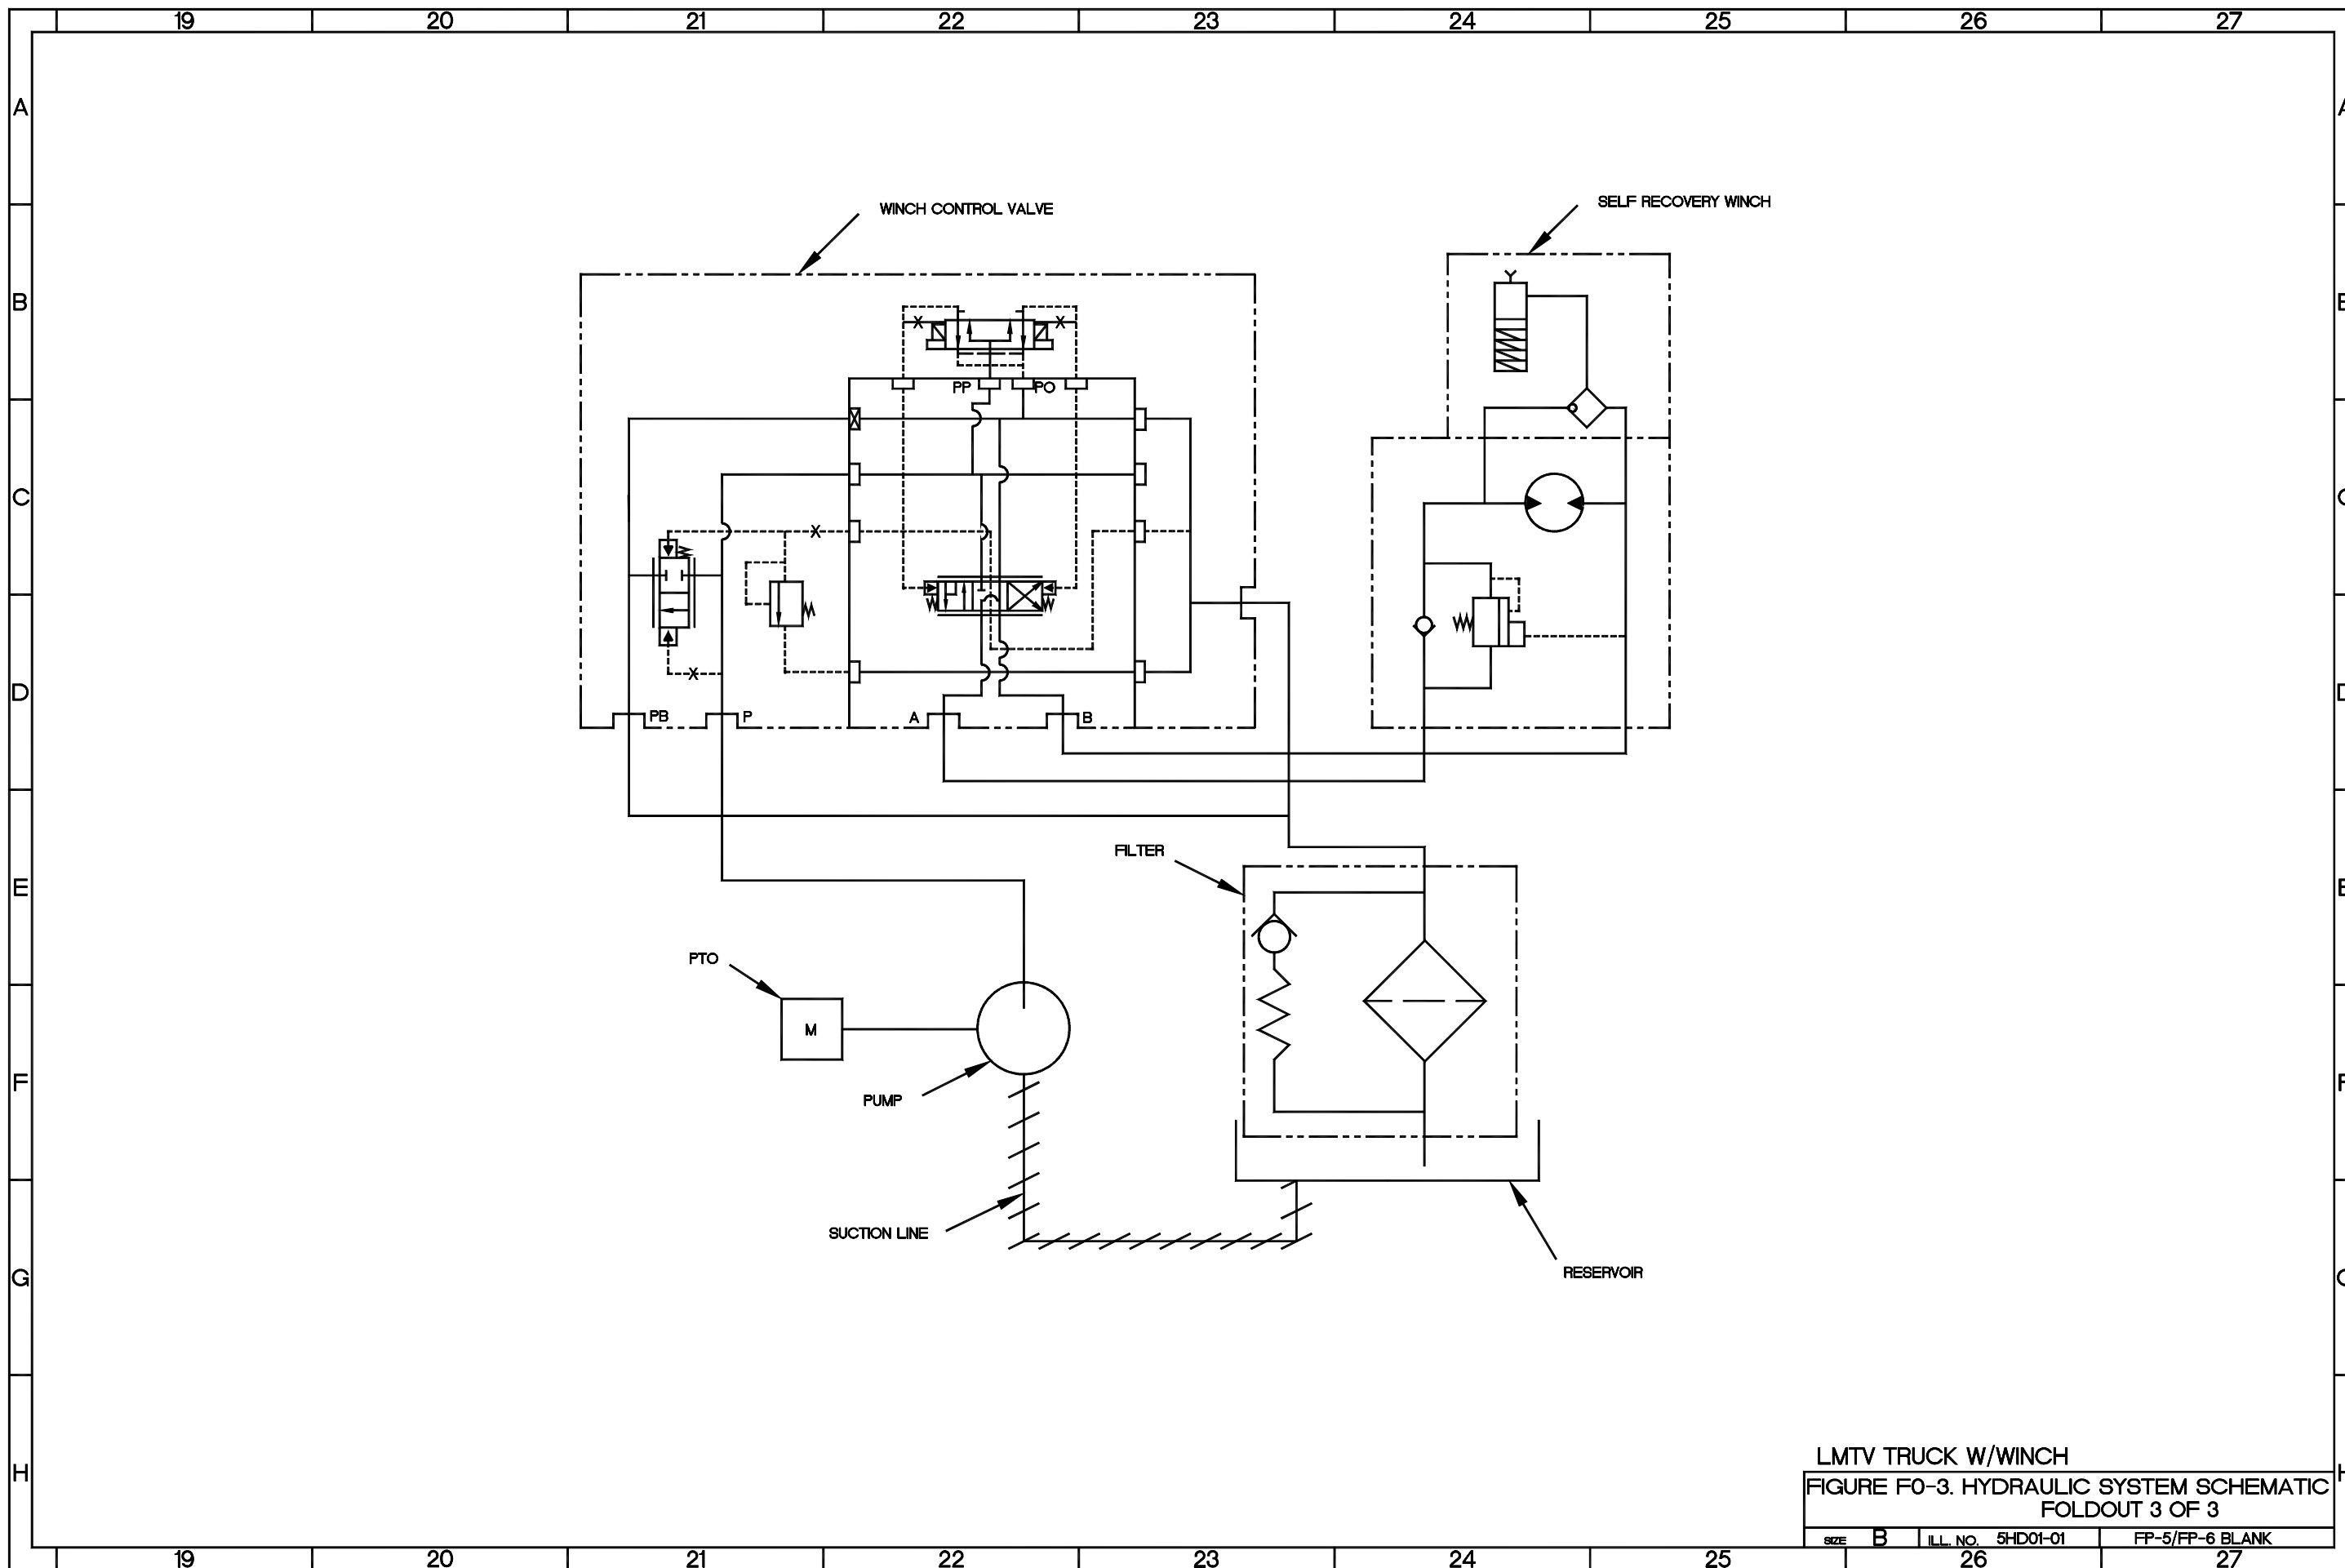 19 20 21 22 23 24 25 26 27
A A
WINCH CONTROL VALVE
SELF RECOVERY WINCH
B B
X X
PP PO
C C
X
X
D D
PB P A B
FILTER
E E
PTO
M
F F
PUMP
SUCTION LINE
G G
RESERVOIR
LMTV TRUCK W/WINCH
H H
FIGURE F0-3. HYDRAULIC SYSTEM SCHEMATIC
FOLDOUT 3 OF 3
SIZE B ILL. NO. 5HD01-01 FP-5/FP-6 BLANK
19 20 21 22 23 24 25 26 27